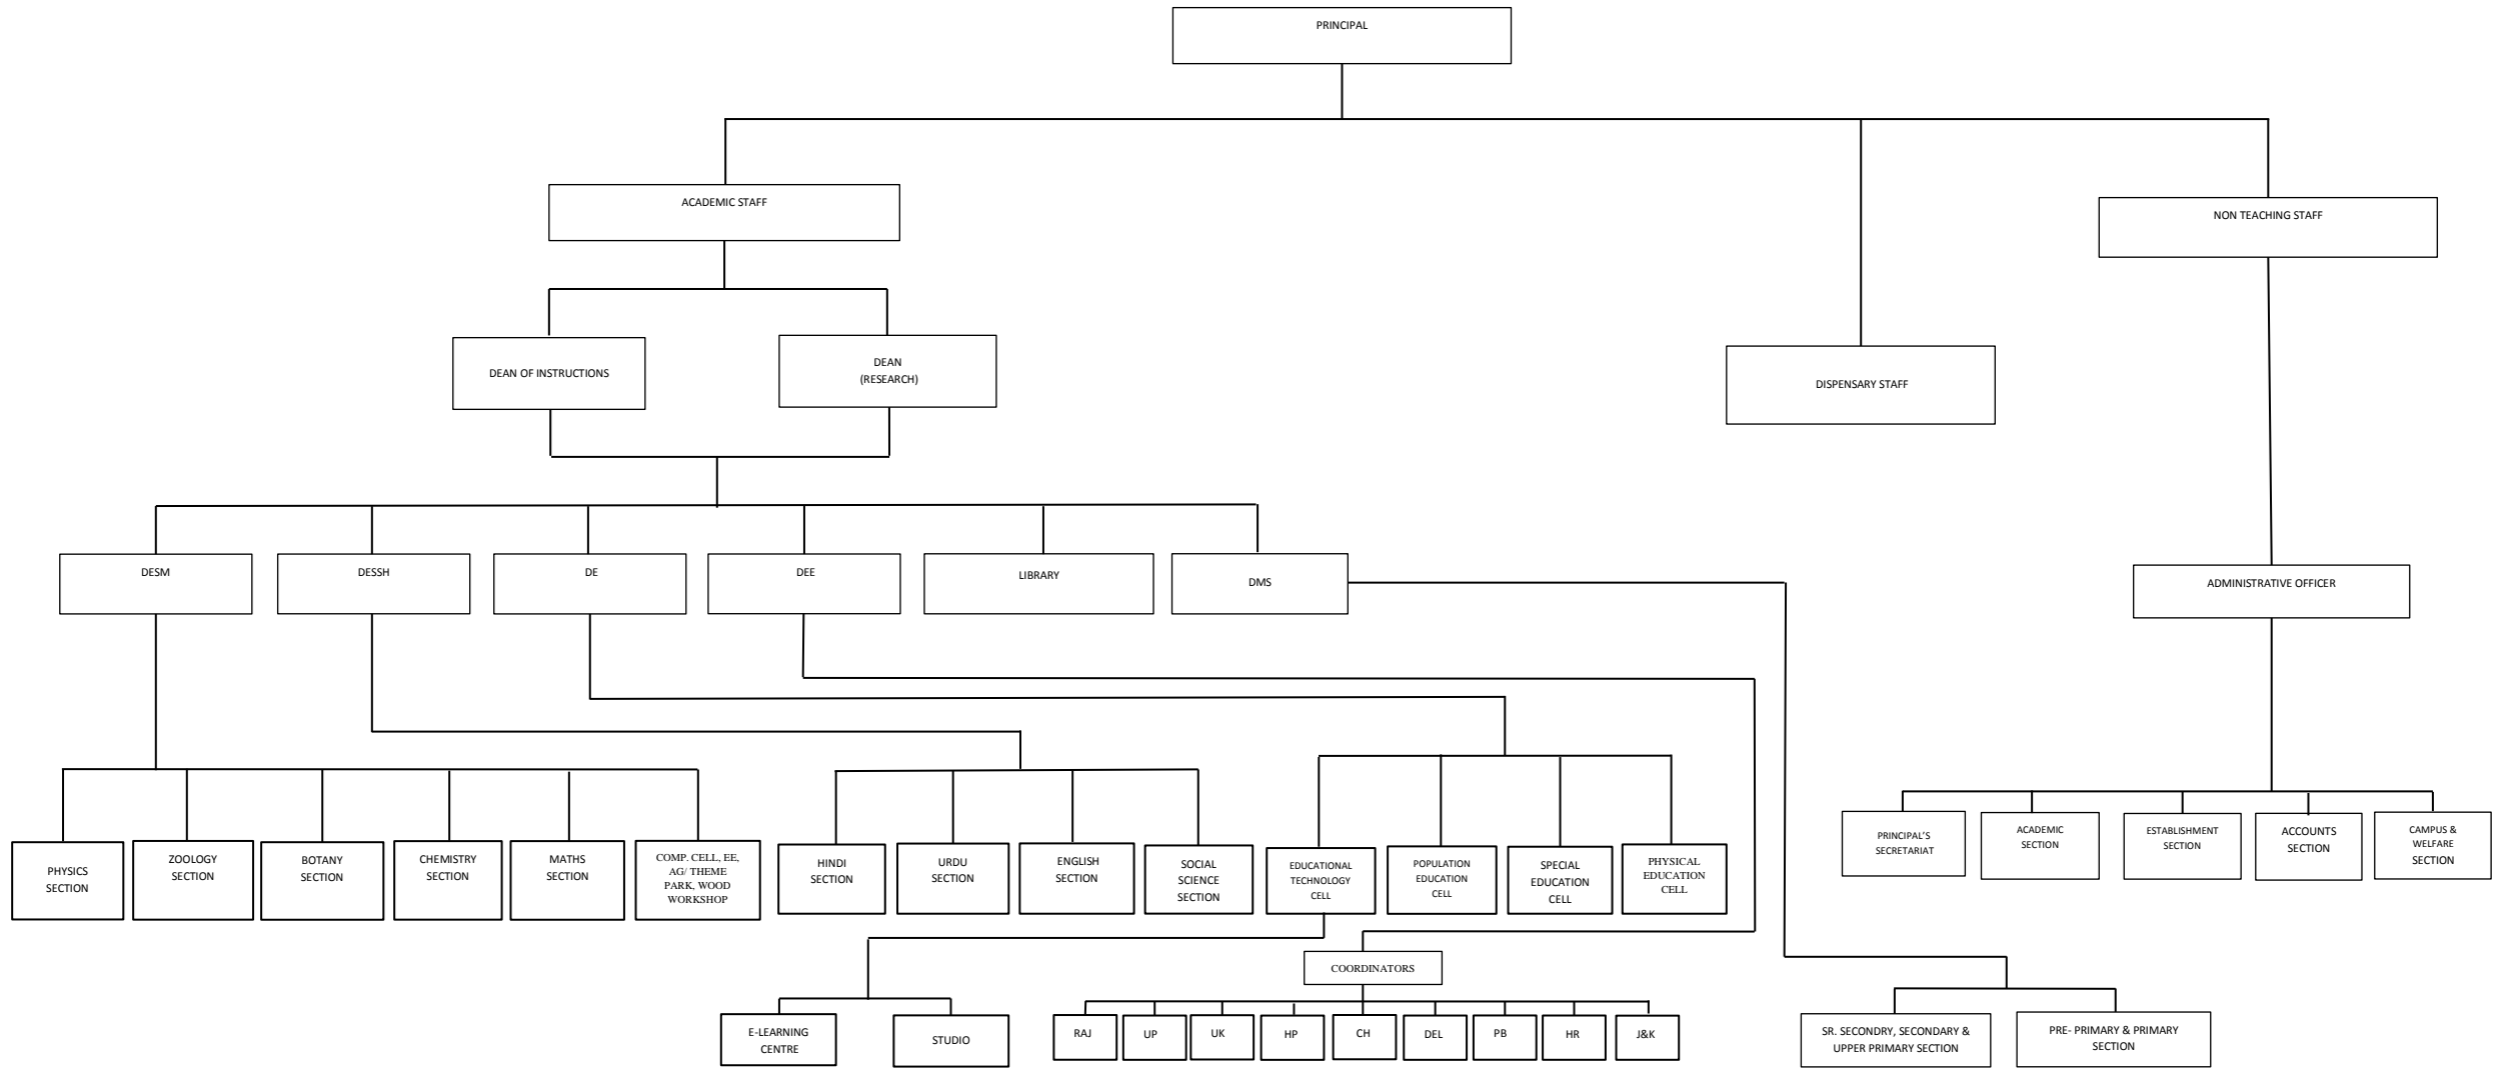 PRINCIPAL
ACADEMIC STAFF
NON TEACHING STAFF
DEAN OF INSTRUCTIONS
DEAN
(RESEARCH)
DISPENSARY STAFF
DESM
DESSH
DE
DEE
LIBRARY
DMS
ADMINISTRATIVE OFFICER
PRINCIPAL'S
SECRETARIAT
ACADEMIC
SECTION
ESTABLISHMENT
SECTION
ACCOUNTS
SECTION
CAMPUS &
WELFARE
SECTION
PHYSICS
SECTION
ZOOLOGY
SECTION
BOTANY
SECTION
CHEMISTRY
SECTION
MATHS
SECTION
COMP. CELL, EE,
AG/ THEME
PARK, WOOD
WORKSHOP
HINDI
SECTION
URDU
SECTION
ENGLISH
SECTION
SOCIAL
SCIENCE
SECTION
EDUCATIONAL
TECHNOLOGY
CELL
POPULATION
EDUCATION
CELL
SPECIAL
EDUCATION
CELL
PHYSICAL
EDUCATION
CELL
COORDINATORS
E-LEARNING
CENTRE
STUDIO
RAJ
UP
UK
HP
CH
DEL
PB
HR
J&K
SR. SECONDRY, SECONDARY &
UPPER PRIMARY SECTION
PRE- PRIMARY & PRIMARY
SECTION